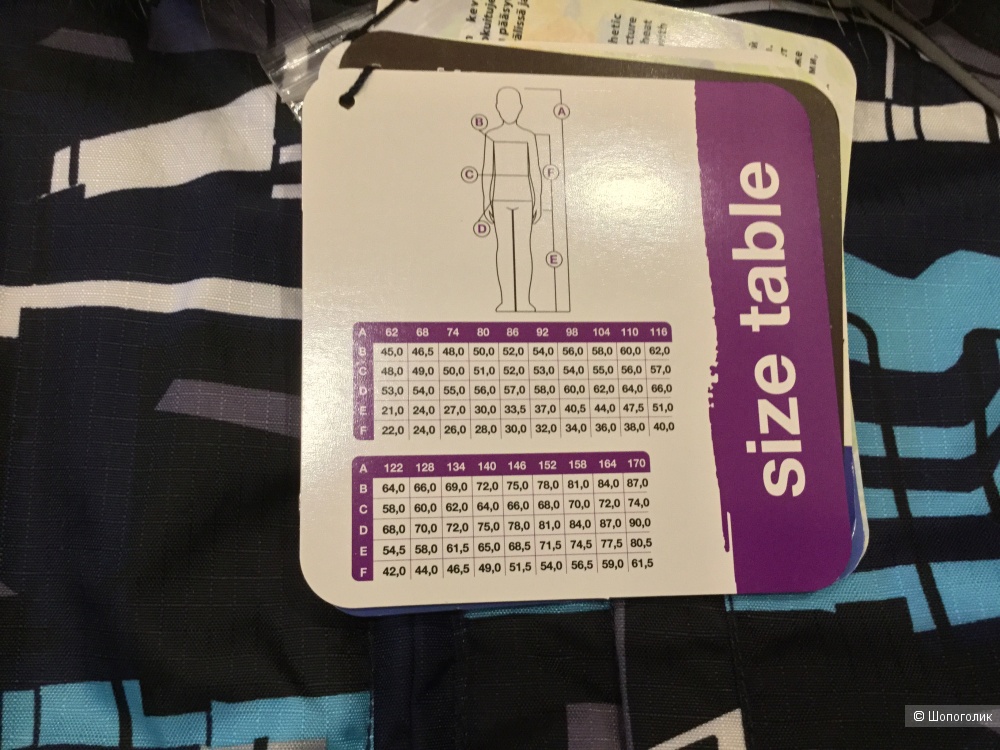 kev
okuituje
pääsy
älissä ja
hetic
cture
heat
with
A
B
C
F
D
E
size table
A 62 68 74 80 86 92 98 104 110 116
B 45,0 46,5 48,0 50,0 52,0 54,0 56,0 58,0 60,0 62,0
C 48,0 49,0 50,0 51,0 52,0 53,0 54,0 55,0 56,0 57,0
D 53,0 54,0 55,0 56,0 57,0 58,0 60,0 62,0 64,0 66,0
E 21,0 24,0 27,0 30,0 33,5 37,0 40,5 44,0 47,5 51,0
F 22,0 24,0 26,0 28,0 30,0 32,0 34,0 36,0 38,0 40,0
A 122 128 134 140 146 152 158 164 170
B 64,0 66,0 69,0 72,0 75,0 78,0 81,0 84,0 87,0
C 58,0 60,0 62,0 64,0 66,0 68,0 70,0 72,0 74,0
D 68,0 70,0 72,0 75,0 78,0 81,0 84,0 87,0 90,0
E 54,5 58,0 61,5 65,0 68,5 71,5 74,5 77,5 80,5
F 42,0 44,0 46,5 49,0 51,5 54,0 56,5 59,0 61,5
© Шопоголик